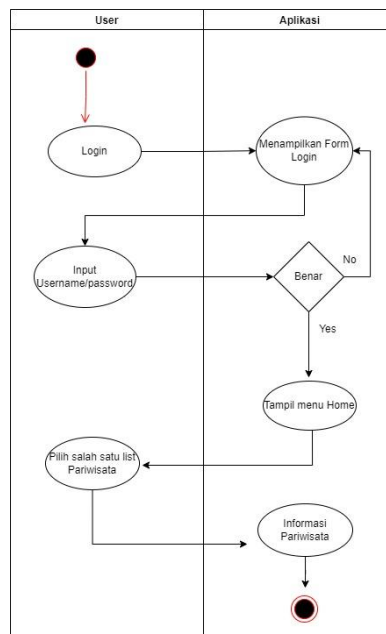 User
Aplikasi
Login
Menampilkan Form
Login
Input
Username/password
Benar
No
Yes
Tampil menu Home
Pilih salah satu list
Pariwisata
Informasi
Pariwisata